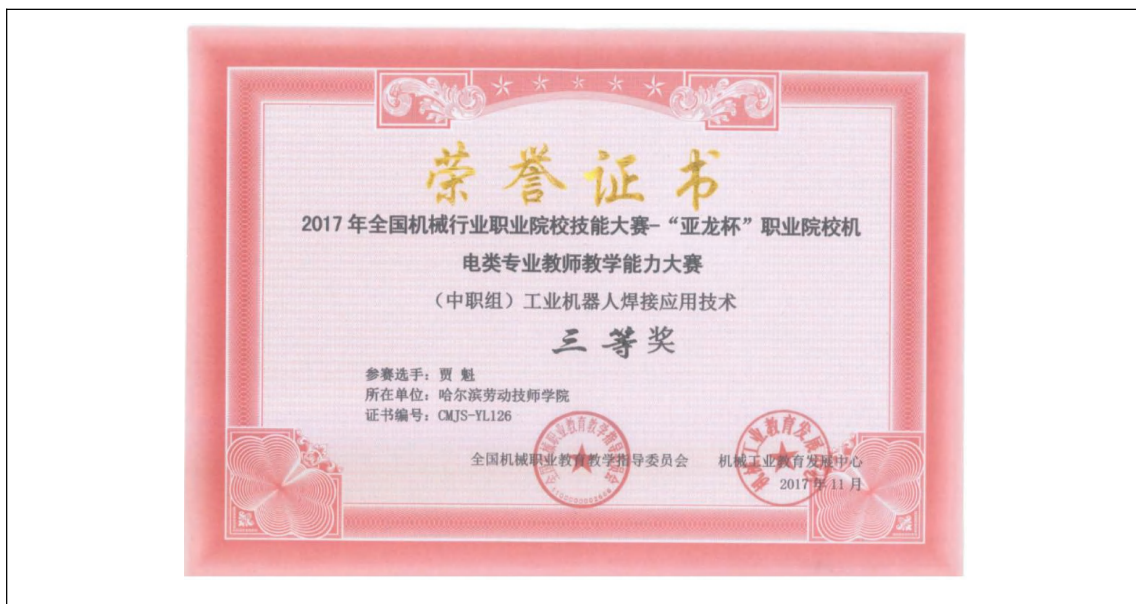 荣誉证书
2017年全国机械行业职业院校技能大赛-“亚龙杯”职业院校机
电类专业教师教学能力大赛
（中职组）工业机器人焊接应用技术
三等奖
参赛选手：贾 魁
所在单位：哈尔滨劳动技师学院
证书编号：CMJS-YL126
全国机械职业教育教学指导委员会 机械工业教育发展中心
2017年11月